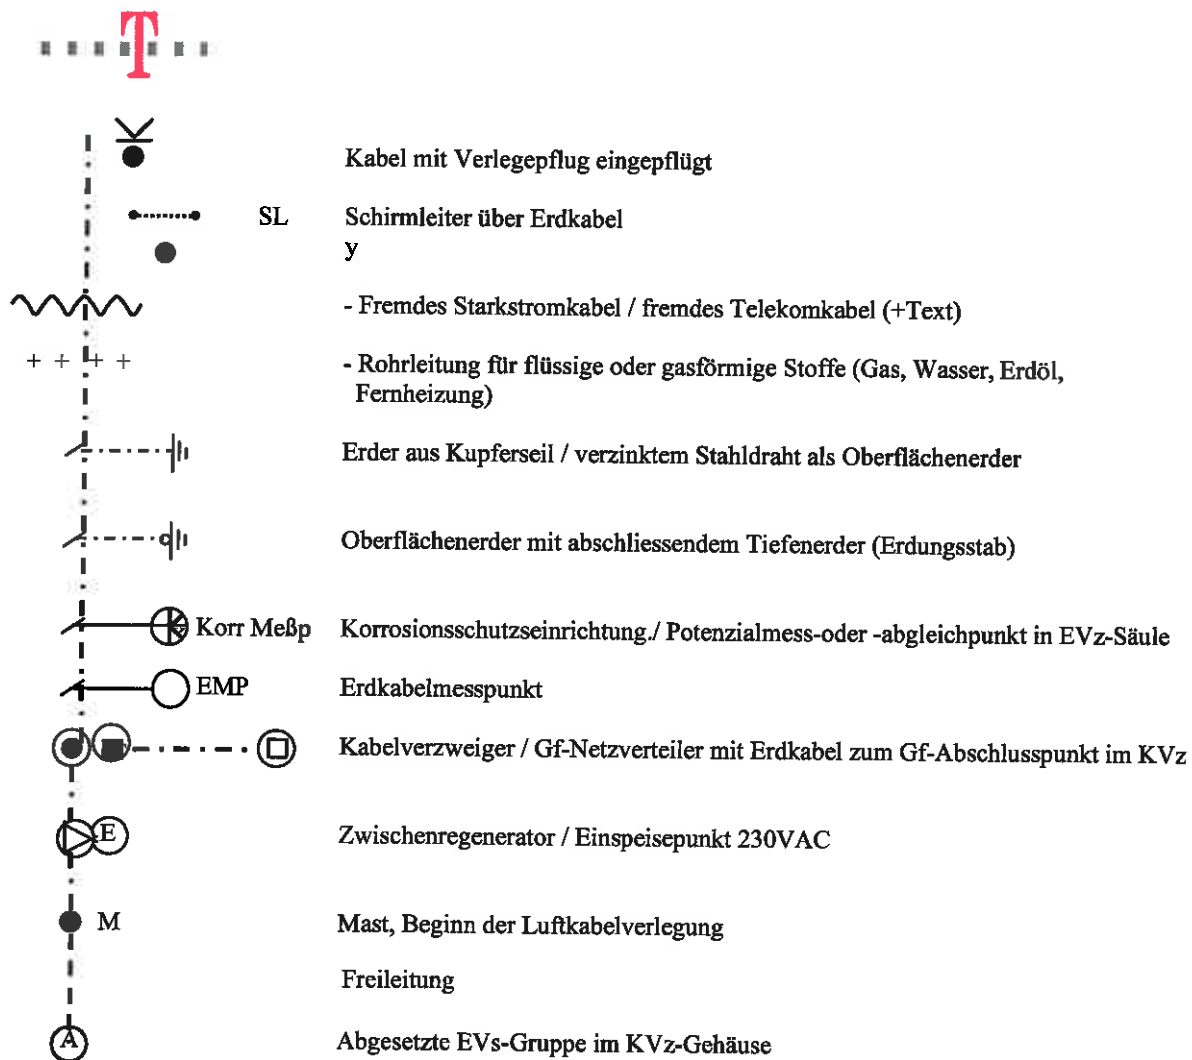 T
Kabel mit Verlegepflug eingepflügt
SL Schirmleiter über Erdkabel
y
- Fremdes Starkstromkabel / fremdes Telekomkabel (+Text)
+ + + + - Rohrleitung für flüssige oder gasförmige Stoffe (Gas, Wasser, Erdöl,
Fernheizung)
Erder aus Kupferseil / verzinktem Stahldraht als Oberflächenerder
Oberflächenerder mit abschliessendem Tiefenerder (Erdungsstab)
Korr Meßp Korrosionsschutzseinrichtung./ Potenzialmess-oder -abgleichpunkt in EVz-Säule
EMP Erdkabelmesspunkt
Kabelverzweiger / Gf-Netzverteiler mit Erdkabel zum Gf-Abschlusspunkt im KVz
E Zwischenregenerator / Einspeisepunkt 230VAC
M Mast, Beginn der Luftkabelverlegung
Freileitung
A Abgesetzte EVs-Gruppe im KVz-Gehäuse